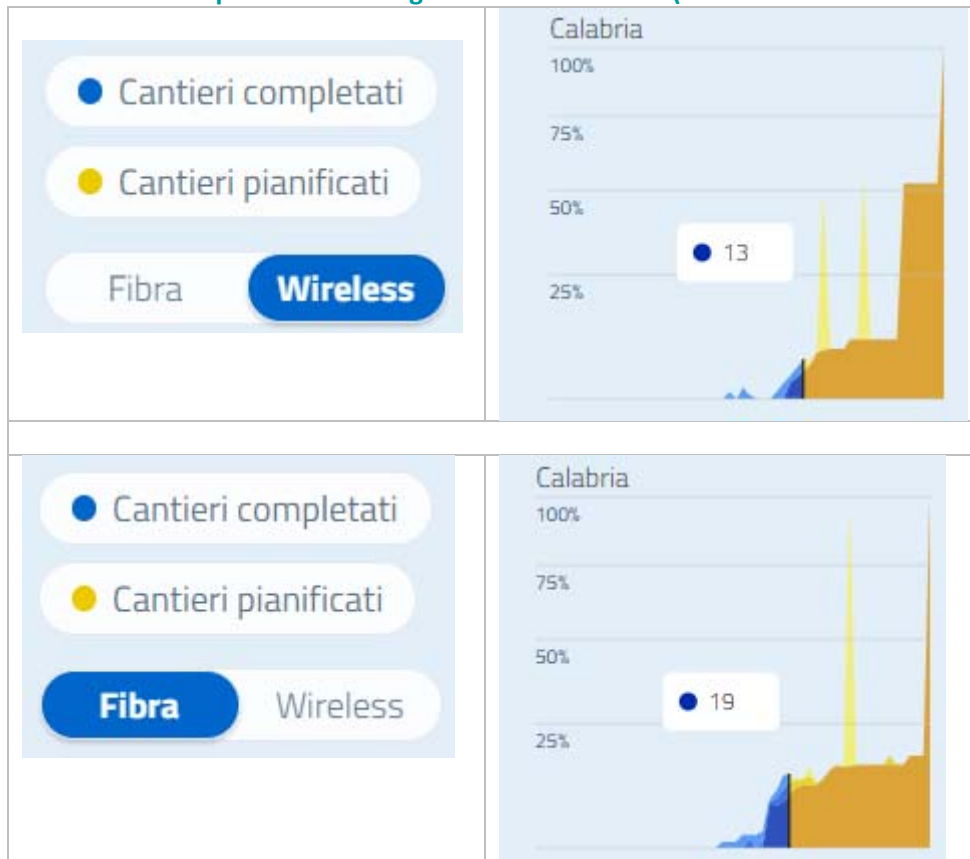 Cantieri completati
Cantieri pianificati
Fibra Wireless
Calabria
100%
75%
50%
13
25%
Cantieri completati
Cantieri pianificati
Fibra Wireless
Calabria
100%
75%
50%
19
25%